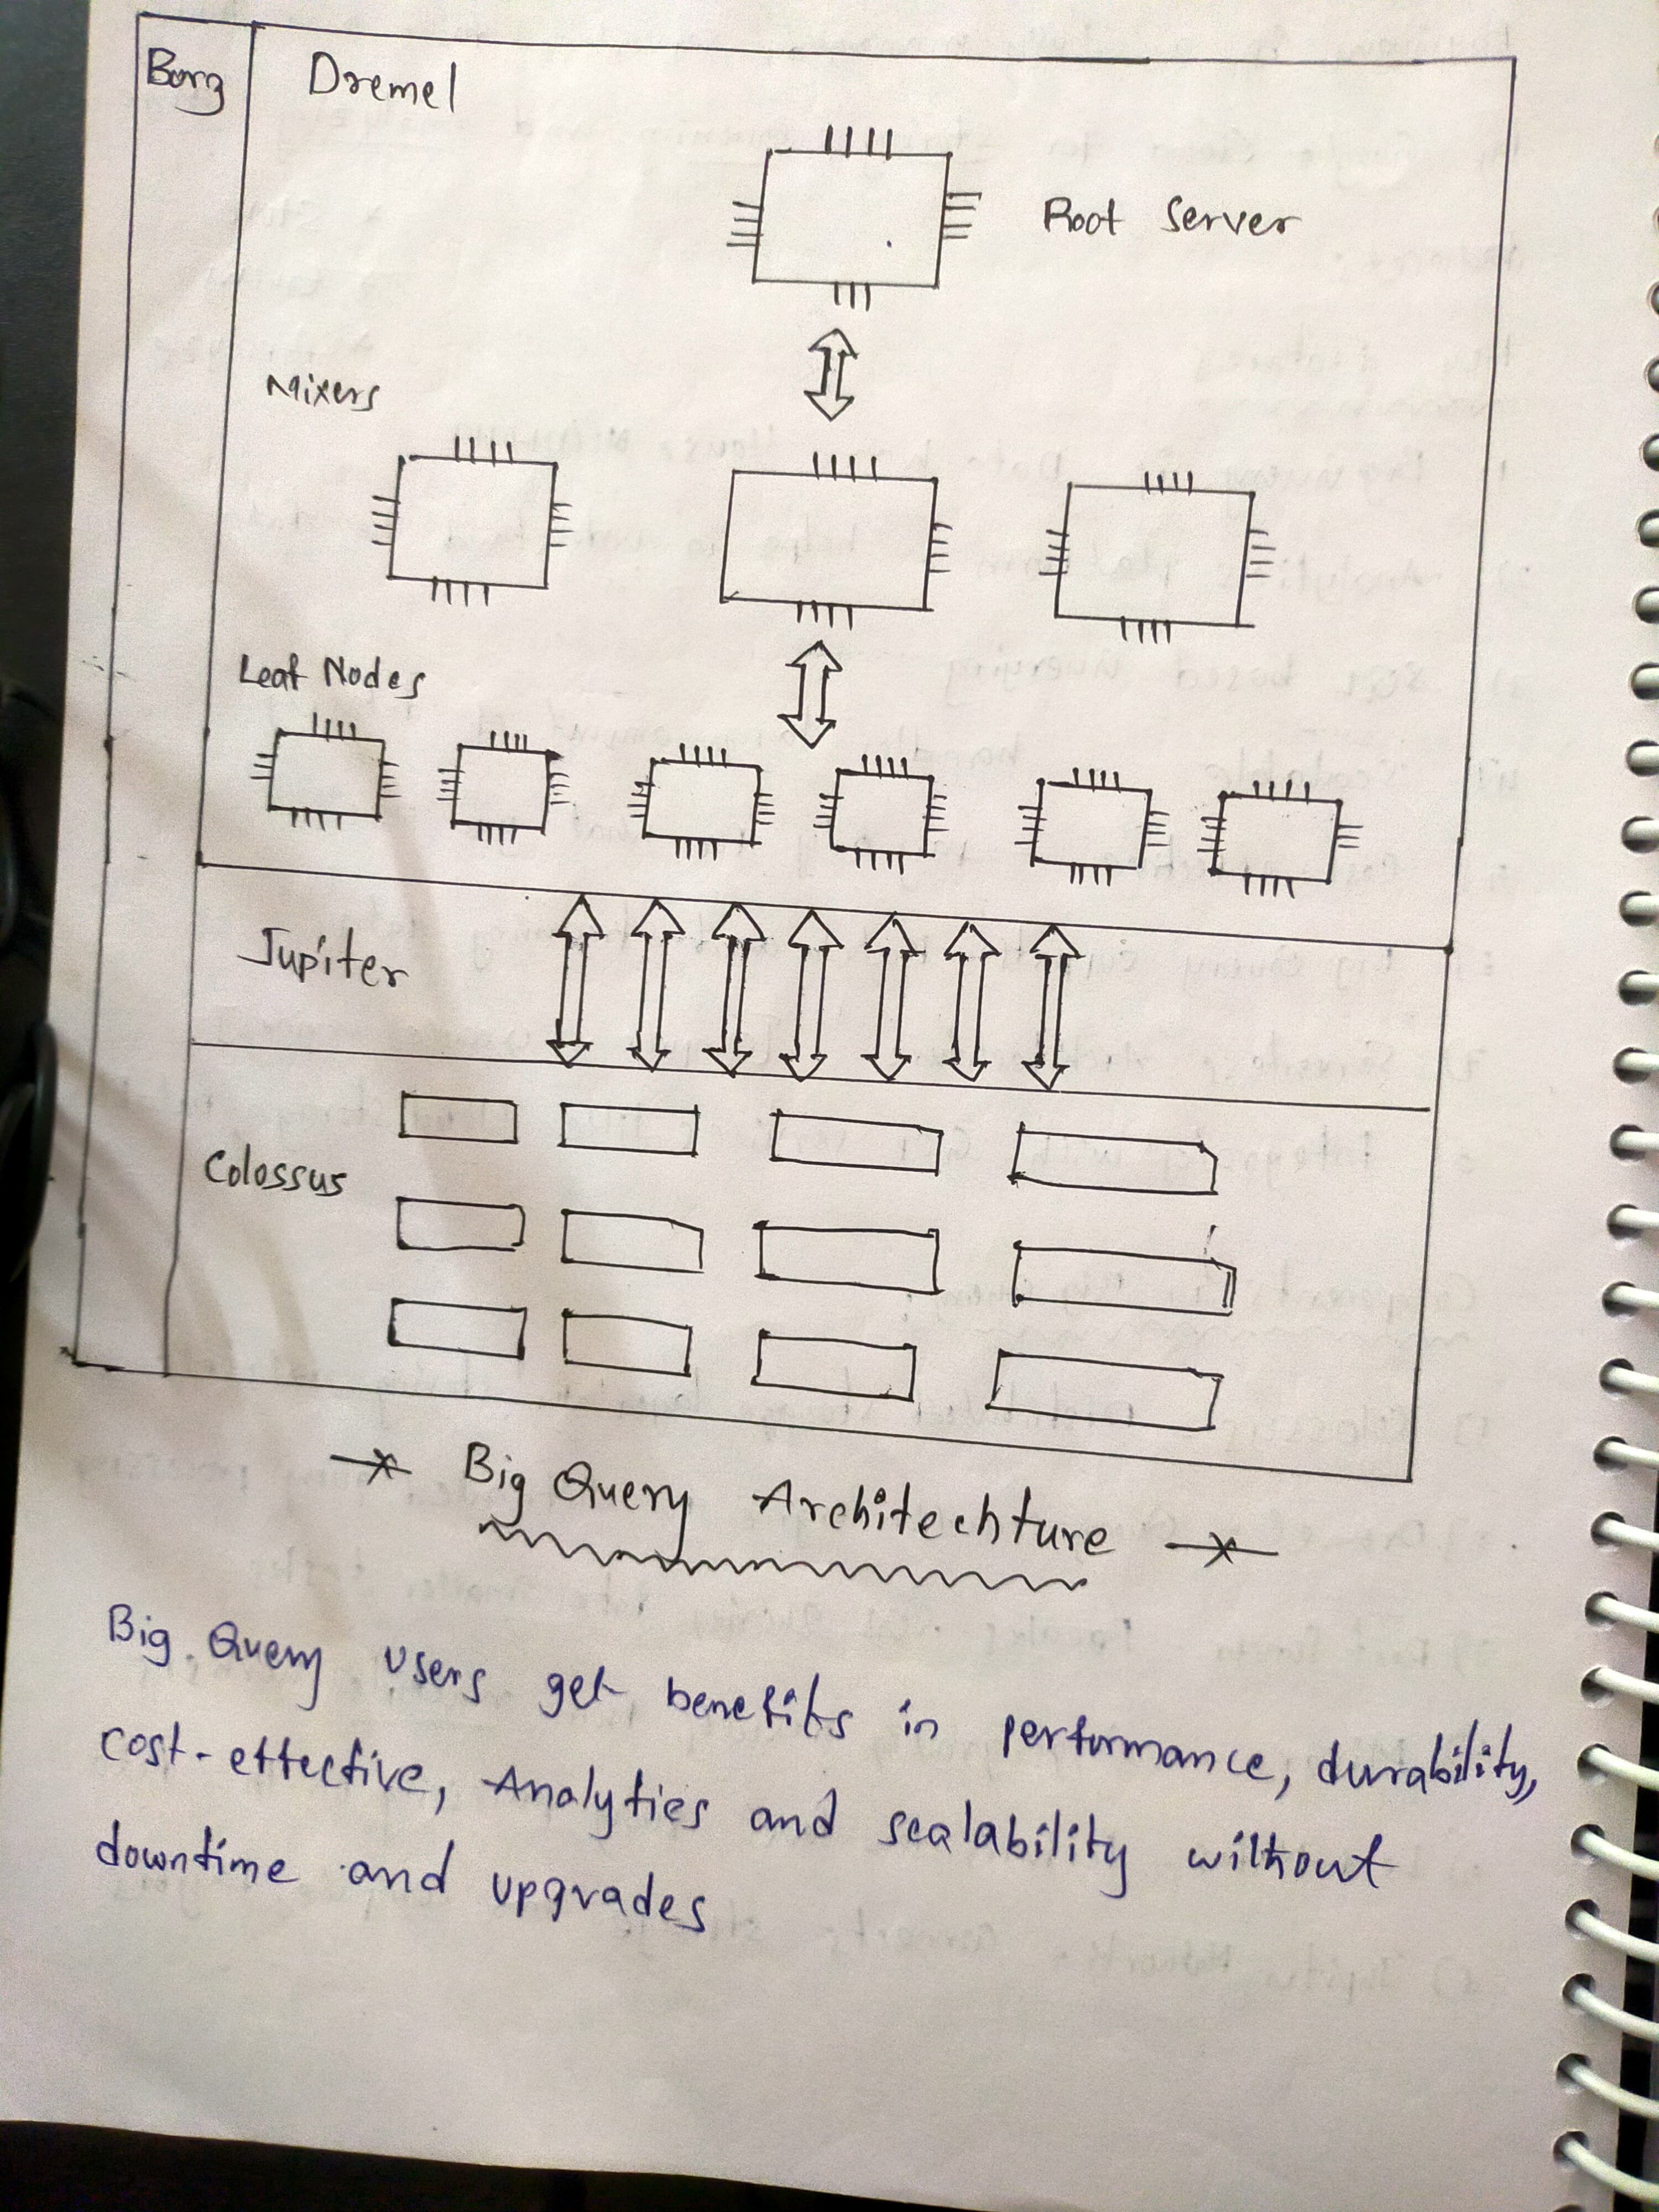 Borg
Dremel
Root Server
Mixers
Leaf Nodes
Jupiter
Colossus
Big Query Architechture
Big Query users get benefits in performance, durability,
cost-effective, Analytics and scalability without
downtime and upgrades